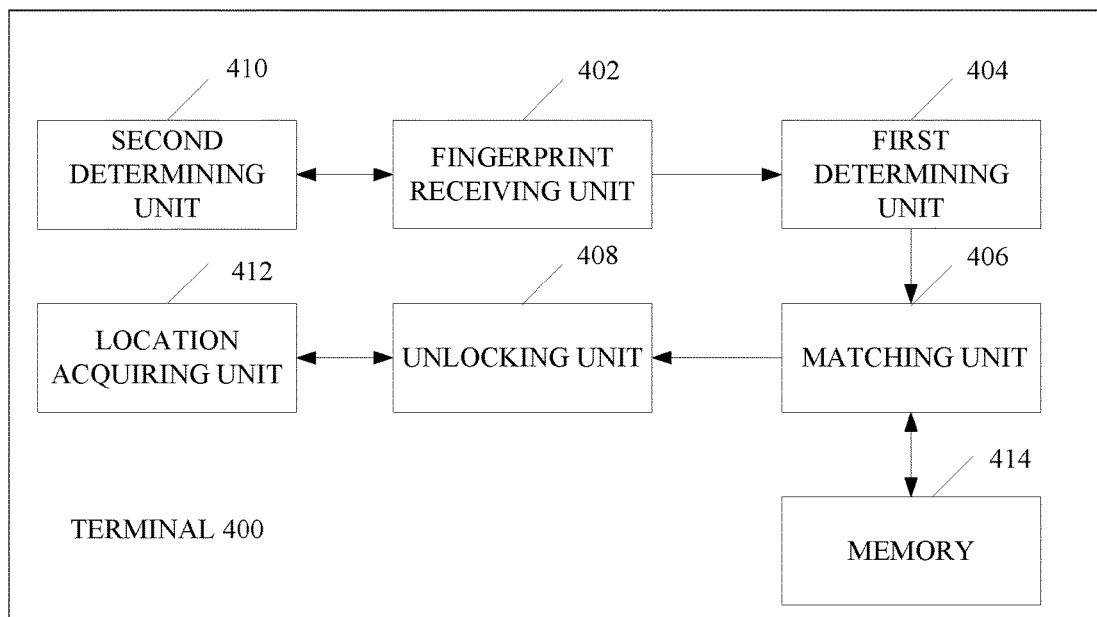 410
402
404
SECOND
DETERMINING
UNIT
FINGERPRINT
RECEIVING UNIT
FIRST
DETERMINING
UNIT
412
408
406
LOCATION
ACQUIRING UNIT
UNLOCKING UNIT
MATCHING UNIT
414
TERMINAL 400
MEMORY